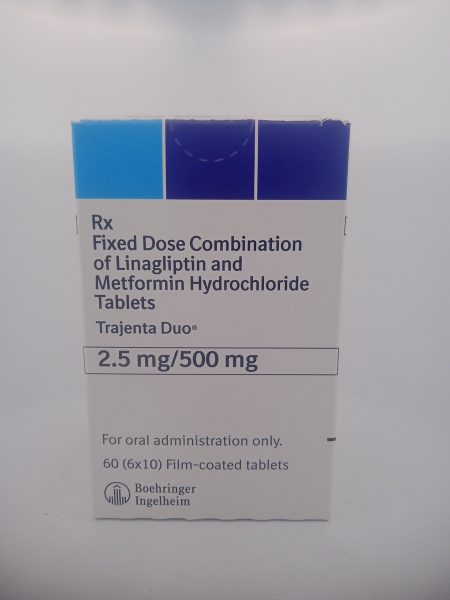 Rx
Fixed Dose Combination
of Linagliptin and
Metformin Hydrochloride
Tablets
Trajenta Duo®
2.5 mg/500 mg
For oral administration only.
60 (6x10) Film-coated tablets
Boehringer
Ingelheim